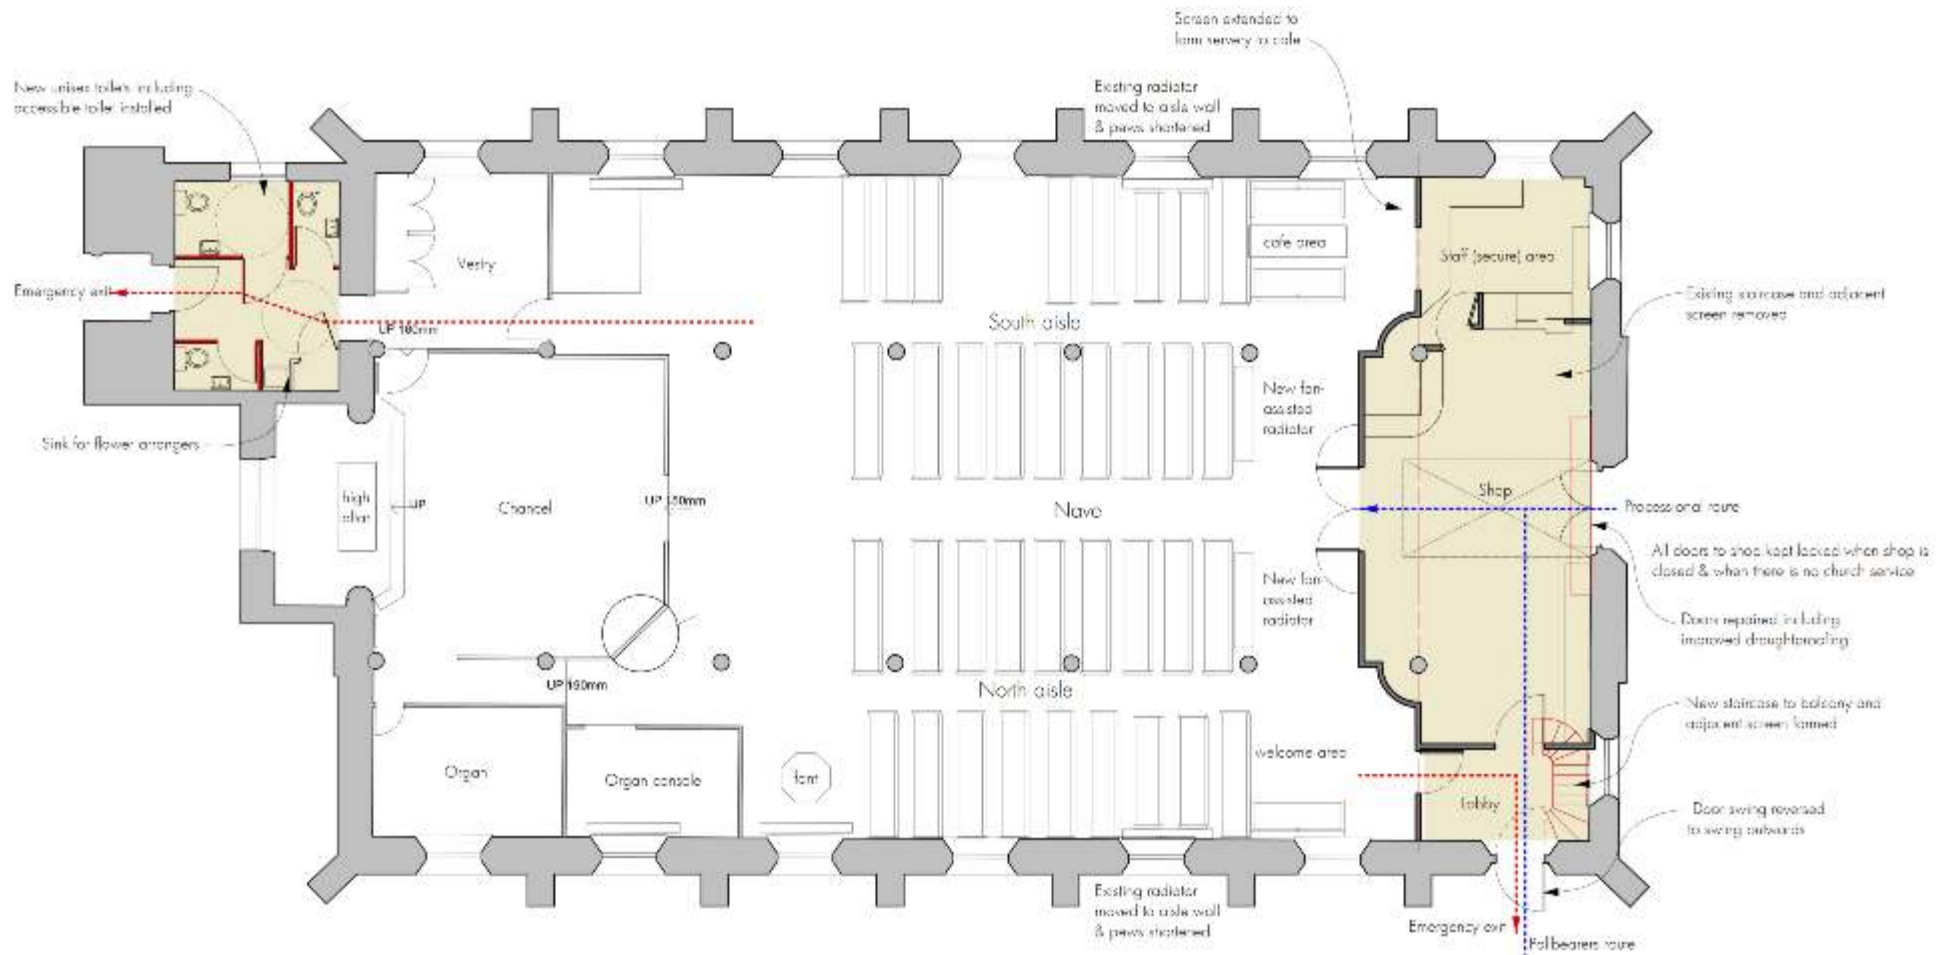 Screen extended to
form servery to cafe
New unisex toilets including
accessible toilet installed
Existing radiator
moved to aisle wall
& pews shortened
cafe area
Staff (secure) area
Vestry
Emergency exit
UP 180mm
South aisle
Existing staircase and adjacent
screen removed
New fan-
assisted
radiator
Sink for flower arrangers
high
altar
UP
Chancel
UP 150mm
Nave
Shop
Processional route
All doors to shop kept locked when shop is
closed & when there is no church service
New fan-
assisted
radiator
Doors repaired including
improved draughtproofing
UP 190mm
North aisle
New staircase to balcony and
adjacent screen formed
welcome area
Organ
Organ console
font
Lobby
Door swing reversed
to swing outwards
Existing radiator
moved to aisle wall
& pews shortened
Emergency exit
Pallbearers route